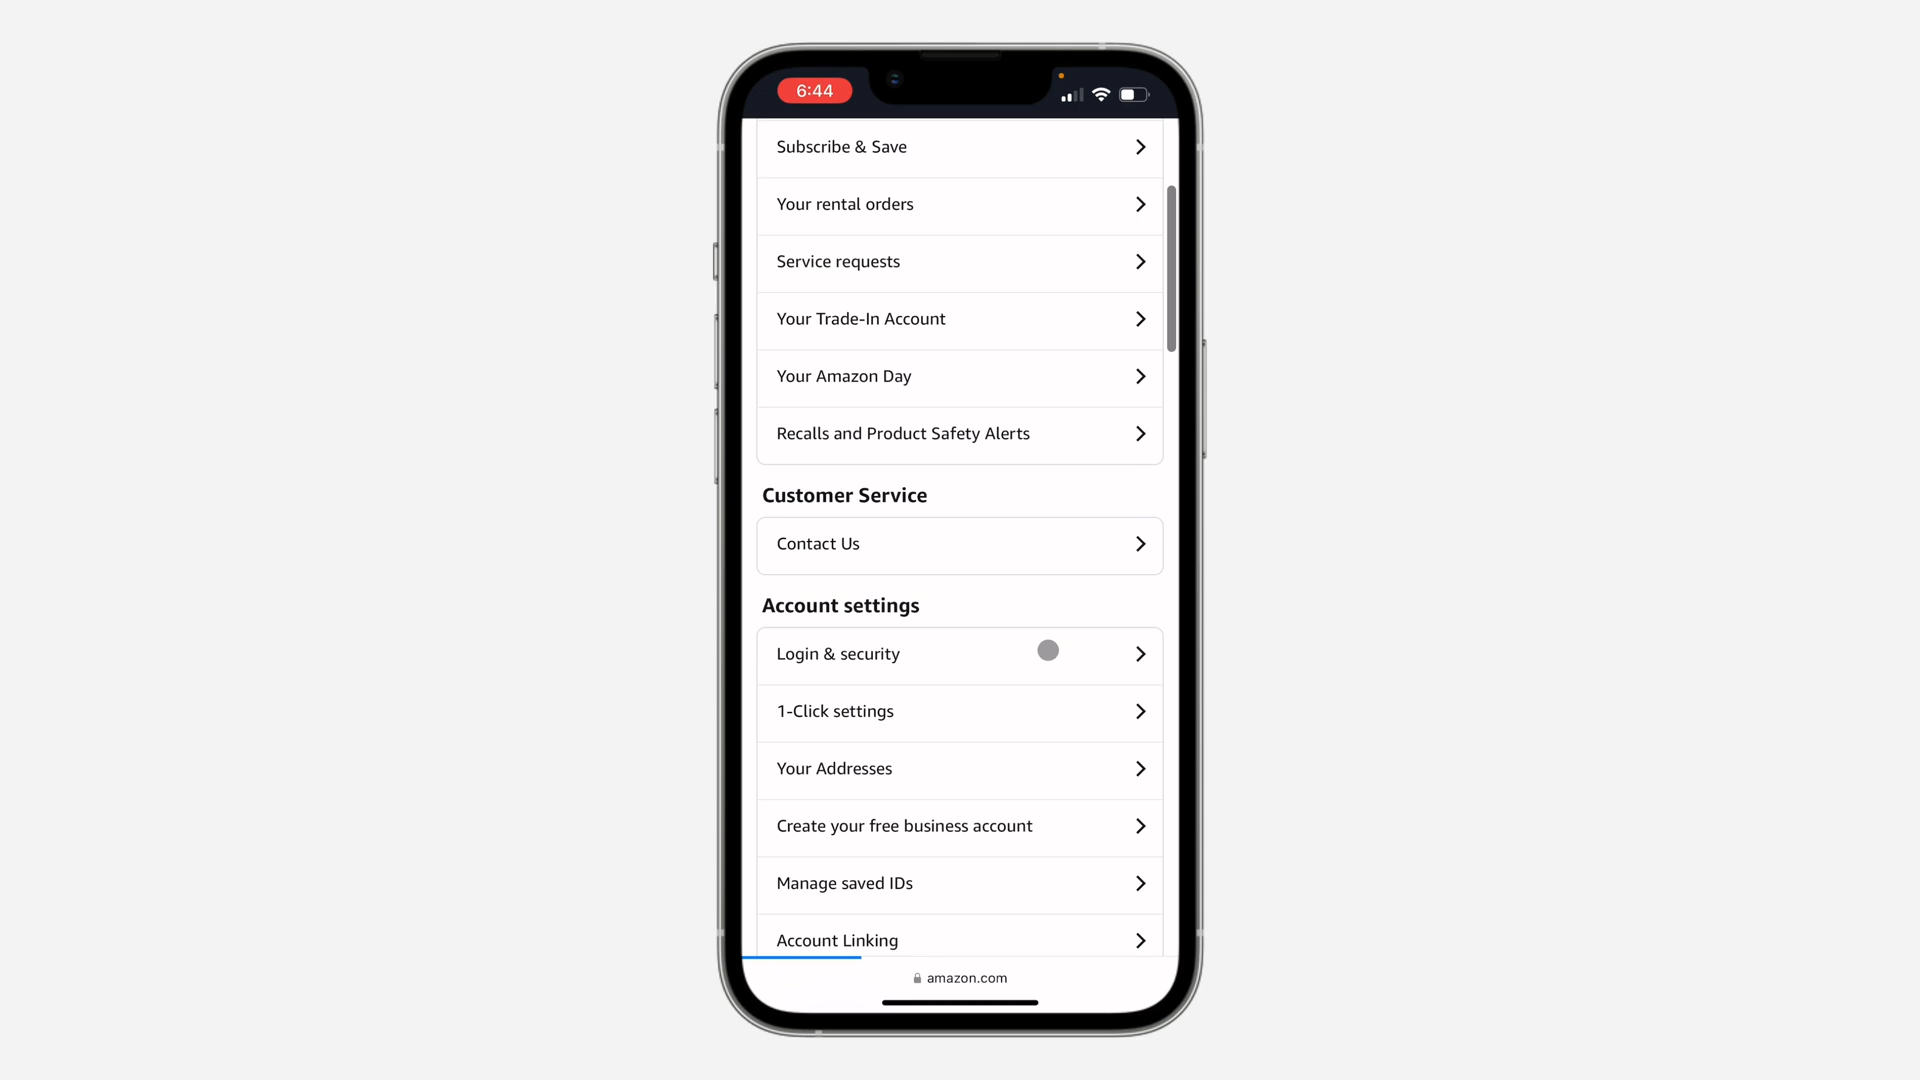 6:44
Subscribe & Save
Your rental orders
Service requests
Your Trade-In Account
Your Amazon Day
Recalls and Product Safety Alerts
Customer Service
Contact Us
Account settings
Login & security
1-Click settings
Your Addresses
Create your free business account
Manage saved IDs
Account Linking
amazon.com